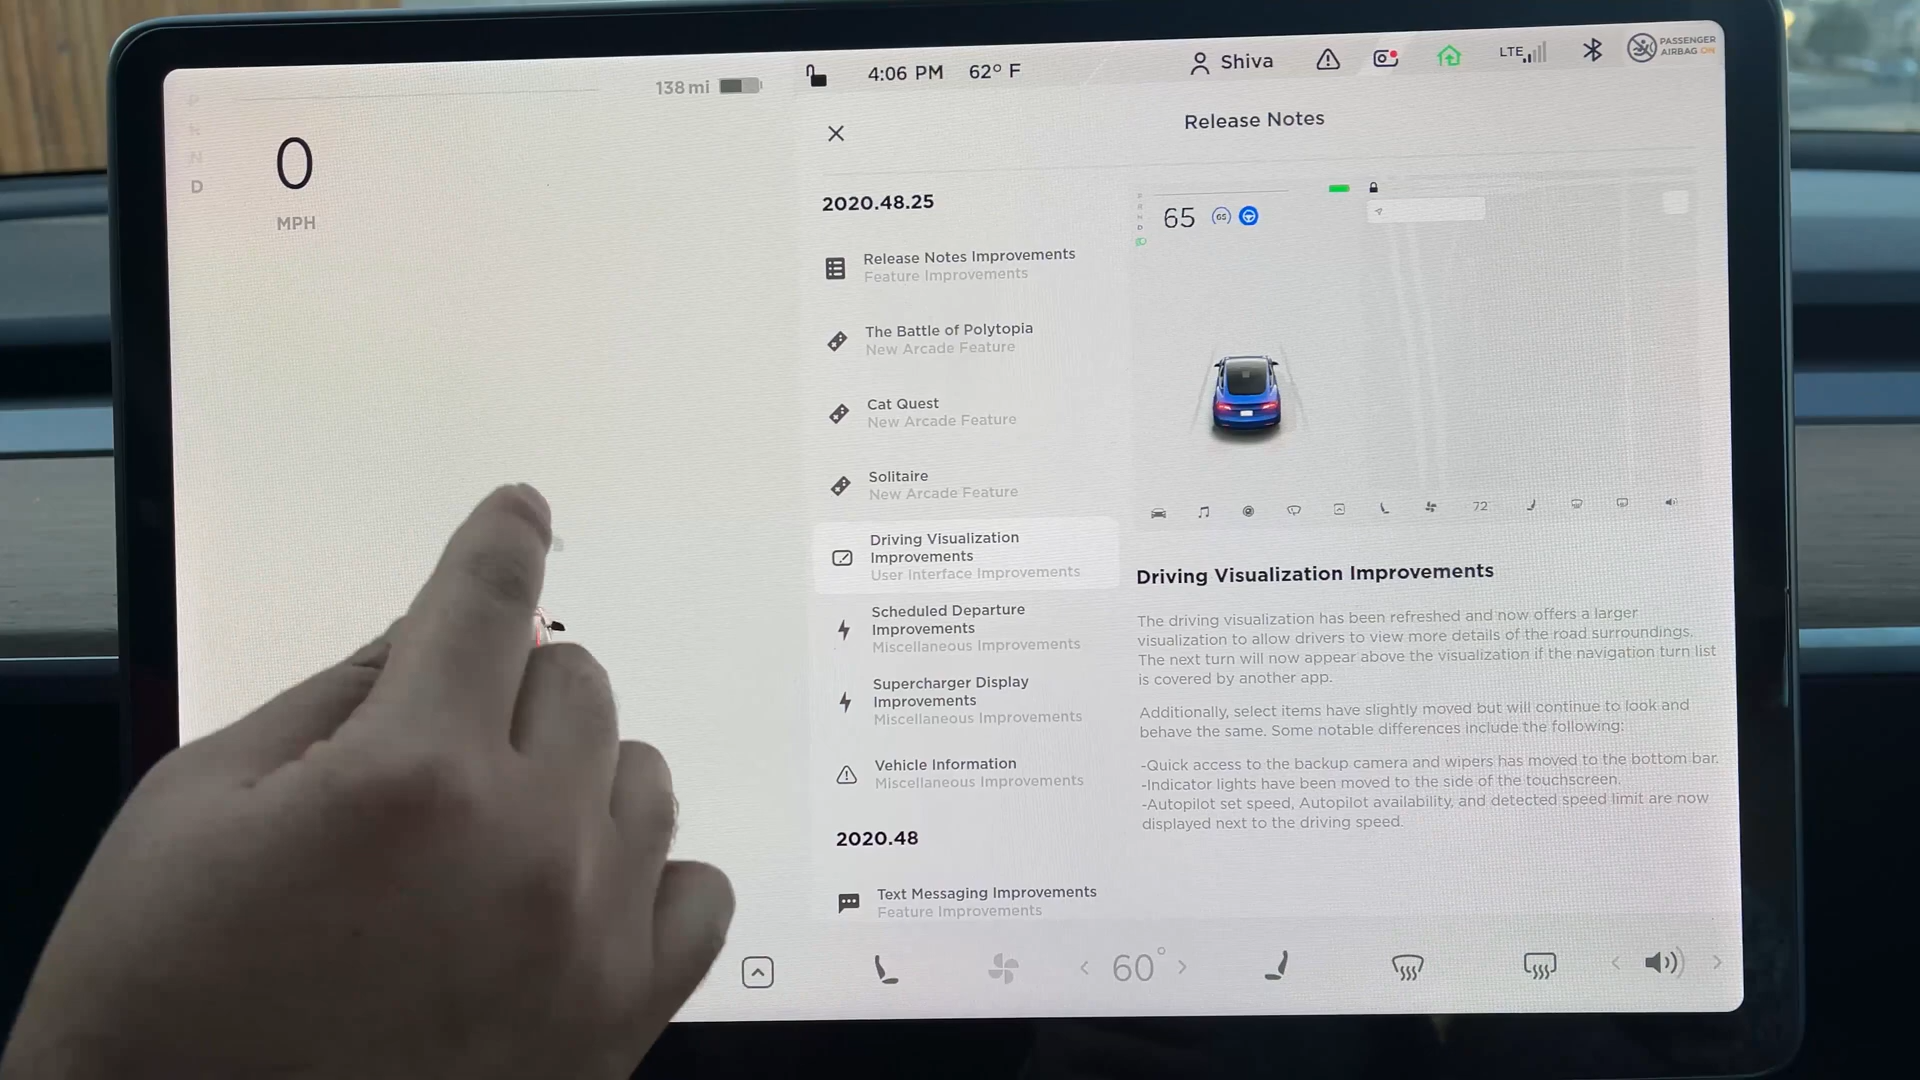 138 mi
4:06 PM 62° F
Shiva
LTE
PASSENGER
AIRBAG ON
P
R
N
D
0
MPH
Release Notes
2020.48.25
Release Notes Improvements
Feature Improvements
The Battle of Polytopia
New Arcade Feature
Cat Quest
New Arcade Feature
Solitaire
New Arcade Feature
Driving Visualization
Improvements
User Interface Improvements
Scheduled Departure
Improvements
Miscellaneous Improvements
Supercharger Display
Improvements
Miscellaneous Improvements
Vehicle Information
Miscellaneous Improvements
2020.48
Text Messaging Improvements
Feature Improvements
P
R
N
D
65 65
72
Driving Visualization Improvements
The driving visualization has been refreshed and now offers a larger
visualization to allow drivers to view more details of the road surroundings.
The next turn will now appear above the visualization if the navigation turn list
is covered by another app.
Additionally, select items have slightly moved but will continue to look and
behave the same. Some notable differences include the following:
-Quick access to the backup camera and wipers has moved to the bottom bar.
-Indicator lights have been moved to the side of the touchscreen.
-Autopilot set speed, Autopilot availability, and detected speed limit are now
displayed next to the driving speed.
60°